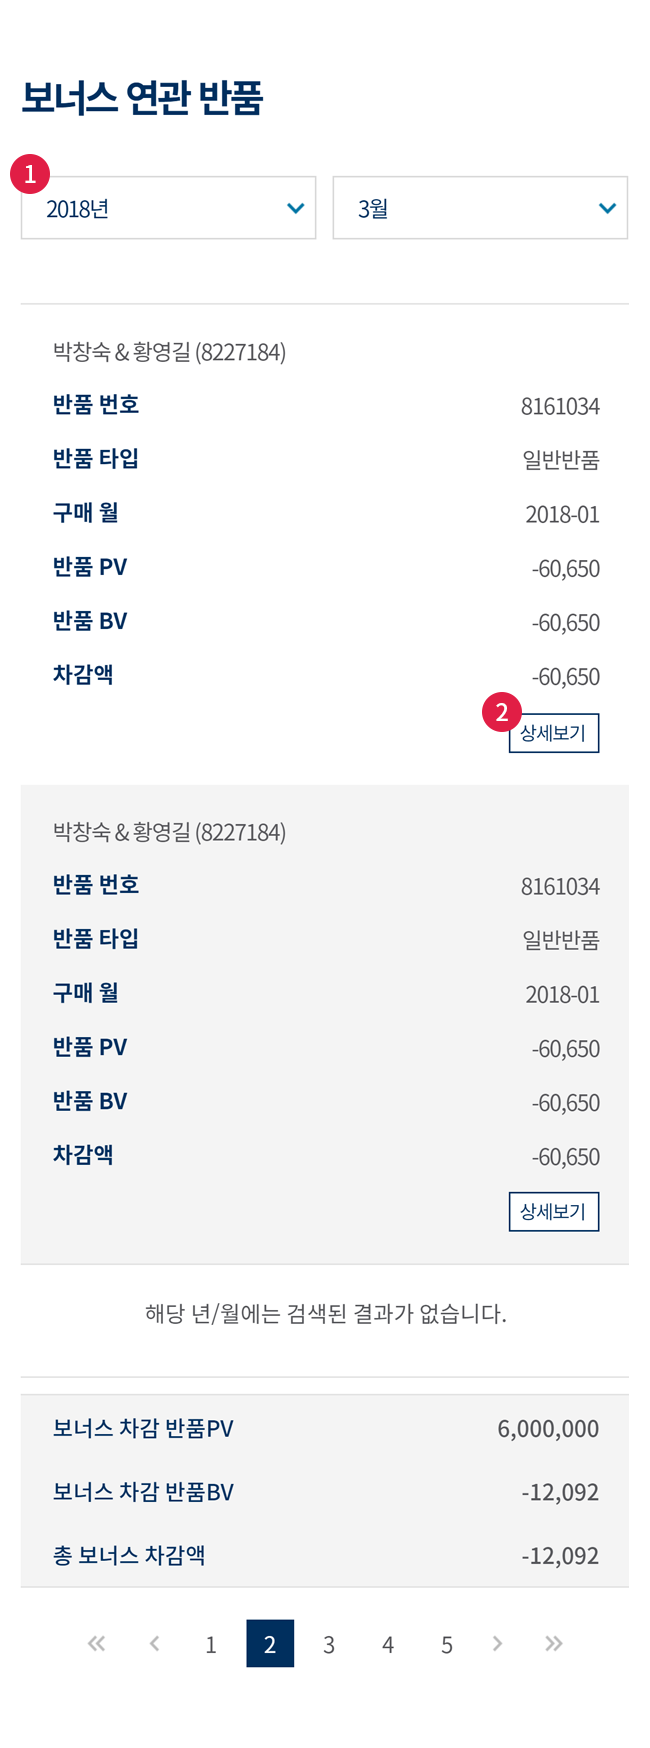 보너스 연관 반품
1
2018년 3월
박창숙 & 황영길 (8227184)
반품 번호 8161034
반품 타입 일반반품
구매 월 2018-01
반품 PV -60,650
반품 BV -60,650
차감액 -60,650
2
상세보기
박창숙 & 황영길 (8227184)
반품 번호 8161034
반품 타입 일반반품
구매 월 2018-01
반품 PV -60,650
반품 BV -60,650
차감액 -60,650
상세보기
해당 년/월에는 검색된 결과가 없습니다.
보너스 차감 반품PV 6,000,000
보너스 차감 반품BV -12,092
총 보너스 차감액 -12,092
1 2 3 4 5